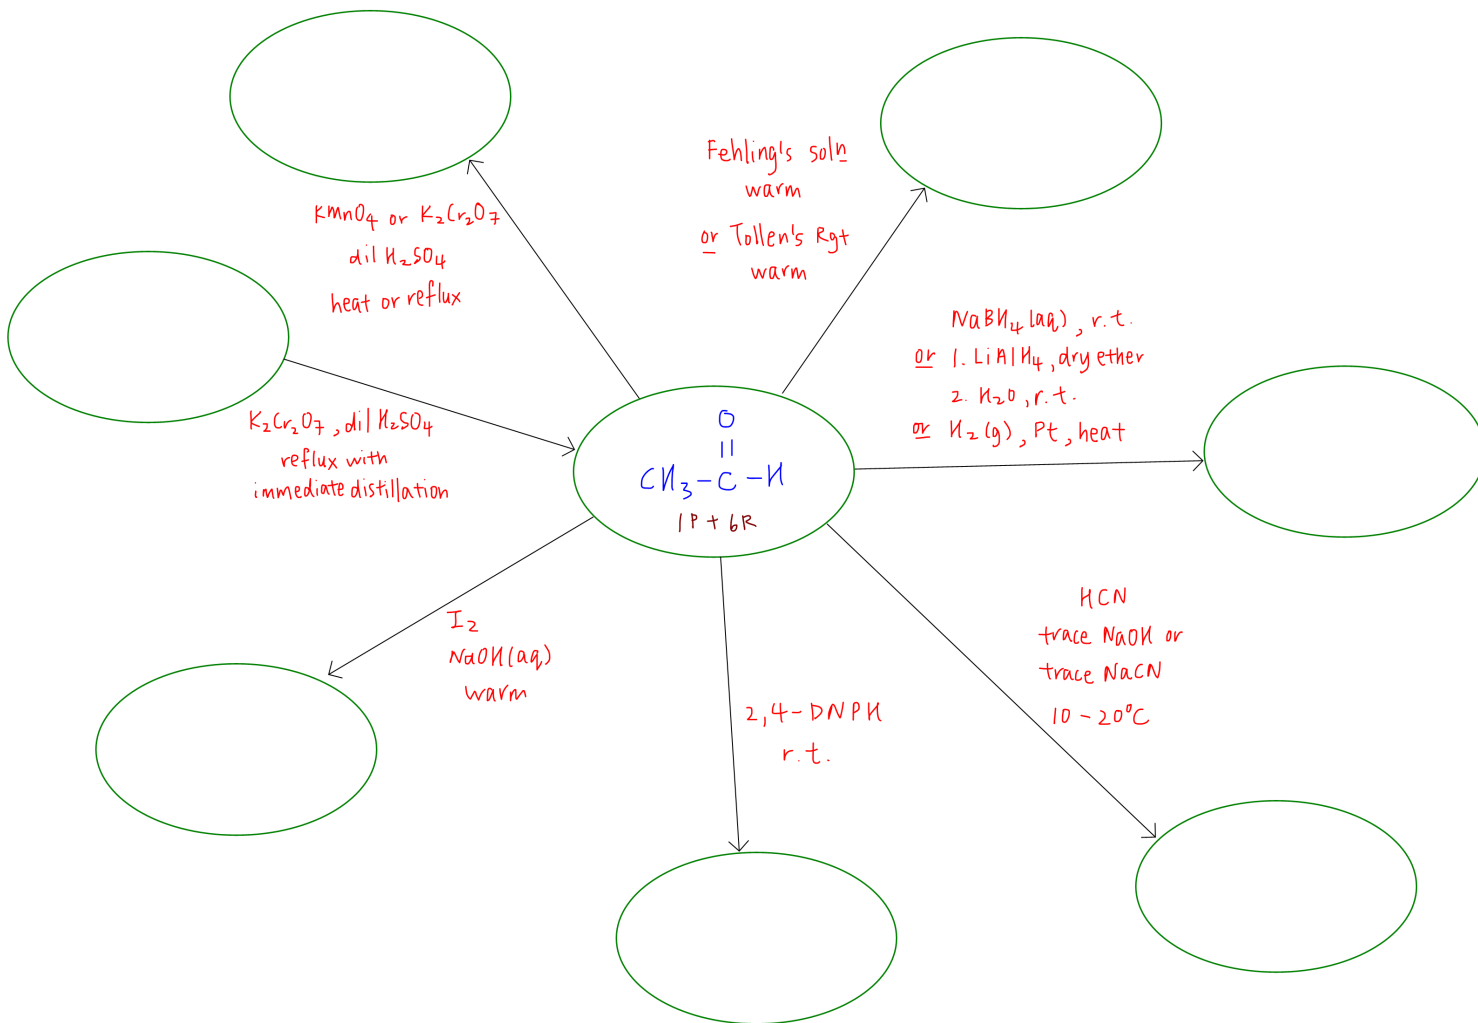 KMnO₄ or K₂Cr₂O₇
dil H₂SO₄
heat or reflux
Fehling's soln
warm
or Tollen's Rgt
warm
NaBH₄(aq), r.t.
or 1. LiAlH₄, dry ether
2. H₂O, r.t.
or H₂(g), Pt, heat
K₂Cr₂O₇, dil H₂SO₄
reflux with
immediate distillation
O
||
CH₃-C-H
1P + 6R
I₂
NaOH(aq)
warm
2,4-DNPH
r.t.
HCN
trace NaOH or
trace NaCN
10-20°C